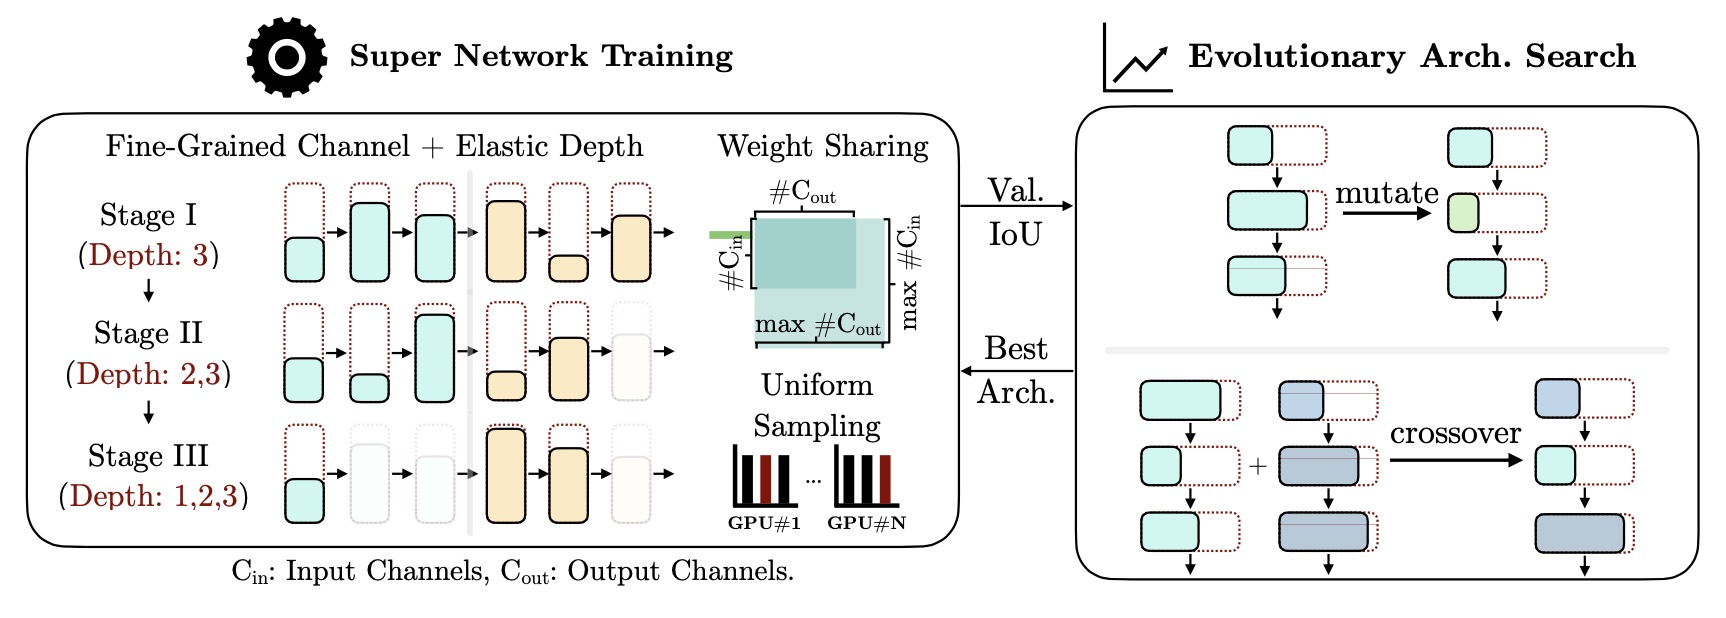 Super Network Training
Evolutionary Arch. Search
Fine-Grained Channel + Elastic Depth
Weight Sharing
Stage I
(Depth: 3)
Stage II
(Depth: 2,3)
Stage III
(Depth: 1,2,3)
#Cout
#Cin
max #Cin
max #Cout
Uniform
Sampling
...
GPU#1
GPU#N
Val.
IoU
Best
Arch.
mutate
+
crossover
Cin: Input Channels, Cout: Output Channels.